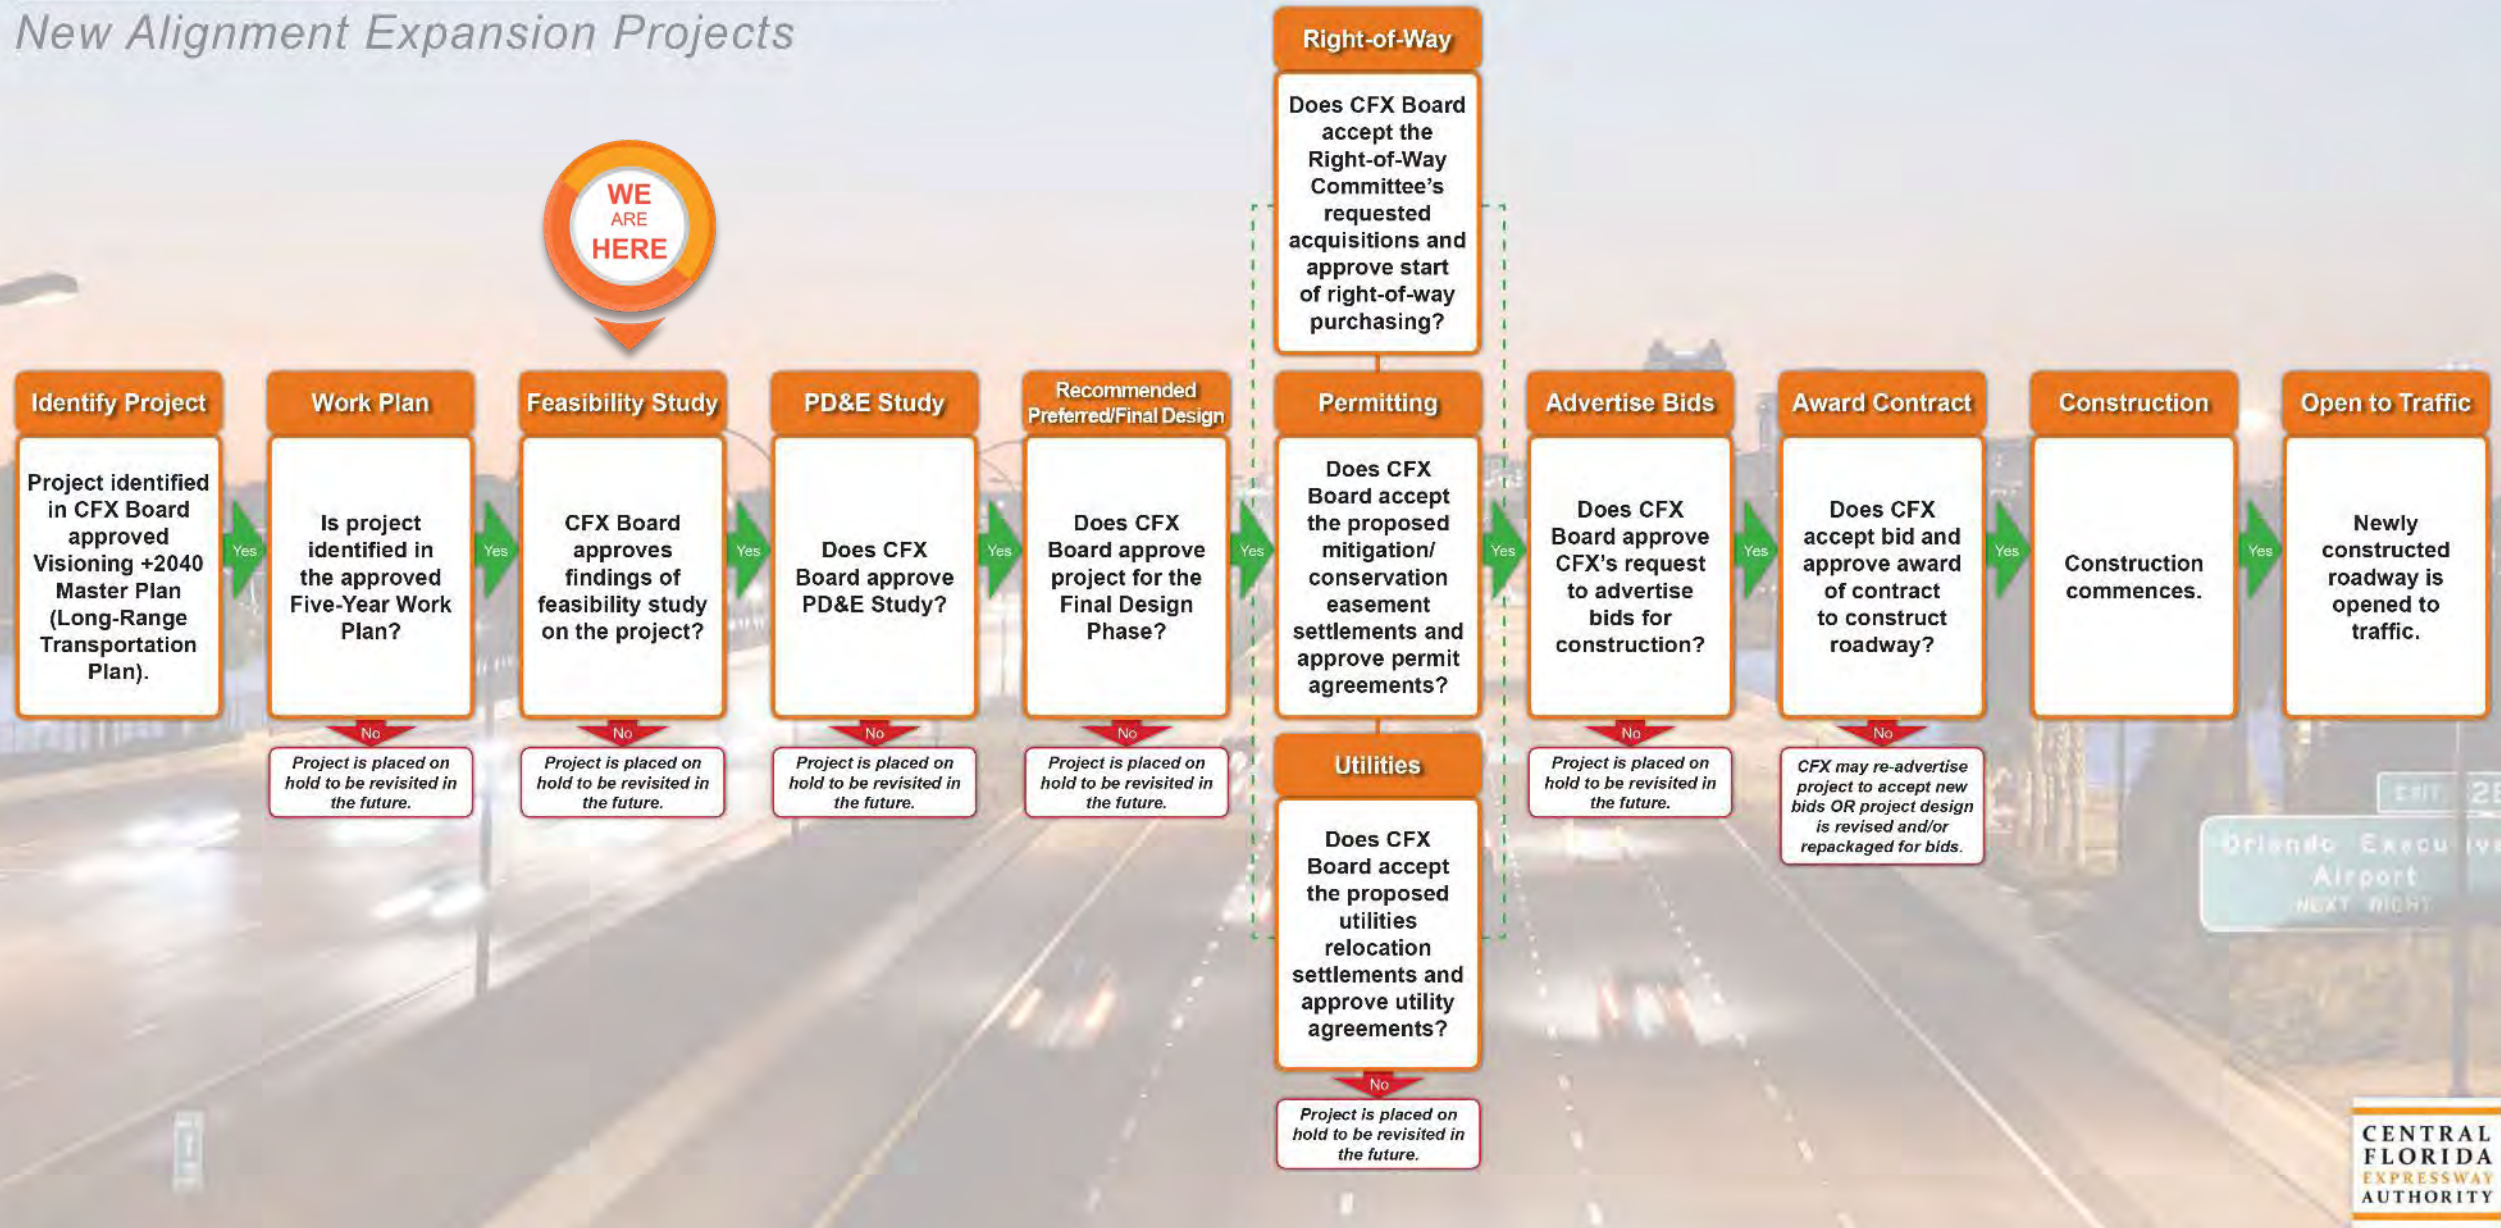 New Alignment Expansion Projects
WE
ARE
HERE
Identify Project
Project identified
in CFX Board
approved
Visioning +2040
Master Plan
(Long-Range
Transportation
Plan).
Yes
Work Plan
Is project
identified in
the approved
Five-Year Work
Plan?
No
Project is placed on
hold to be revisited in
the future.
Yes
Feasibility Study
CFX Board
approves
findings of
feasibility study
on the project?
No
Project is placed on
hold to be revisited in
the future.
Yes
PD&E Study
Does CFX
Board approve
PD&E Study?
No
Project is placed on
hold to be revisited in
the future.
Yes
Recommended
Preferred/Final Design
Does CFX
Board approve
project for the
Final Design
Phase?
No
Project is placed on
hold to be revisited in
the future.
Yes
Right-of-Way
Does CFX Board
accept the
Right-of-Way
Committee's
requested
acquisitions and
approve start
of right-of-way
purchasing?
Permitting
Does CFX
Board accept
the proposed
mitigation/
conservation
easement
settlements and
approve permit
agreements?
Utilities
Does CFX
Board accept
the proposed
utilities
relocation
settlements and
approve utility
agreements?
No
Project is placed on
hold to be revisited in
the future.
Yes
Advertise Bids
Does CFX
Board approve
CFX's request
to advertise
bids for
construction?
No
Project is placed on
hold to be revisited in
the future.
Yes
Award Contract
Does CFX
accept bid and
approve award
of contract
to construct
roadway?
No
CFX may re-advertise
project to accept new
bids OR project design
is revised and/or
repackaged for bids.
Yes
Construction
Construction
commences.
Yes
Open to Traffic
Newly
constructed
roadway is
opened to
traffic.
EXIT
Orlando Executive
Airport
NEXT RIGHT
CENTRAL
FLORIDA
EXPRESSWAY
AUTHORITY